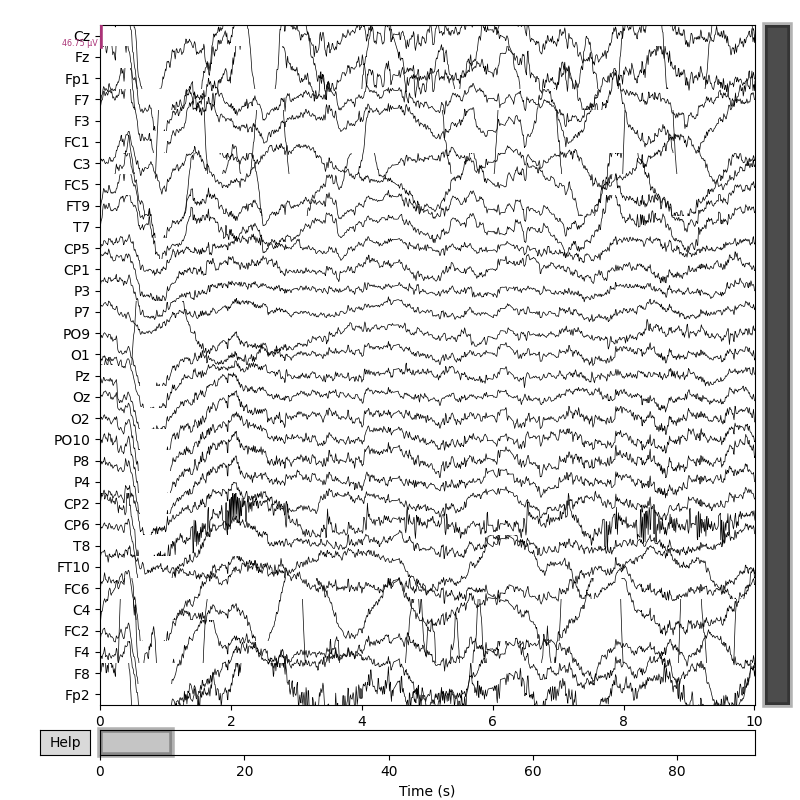 Cz
46.75 µV
Fz
Fp1
F7
F3
FC1
C3
FC5
FT9
T7
CP5
CP1
P3
P7
PO9
O1
Pz
Oz
O2
PO10
P8
P4
CP2
CP6
T8
FT10
FC6
C4
FC2
F4
F8
Fp2
0 2 4 6 8 10
Help
0 20 40 60 80
Time (s)